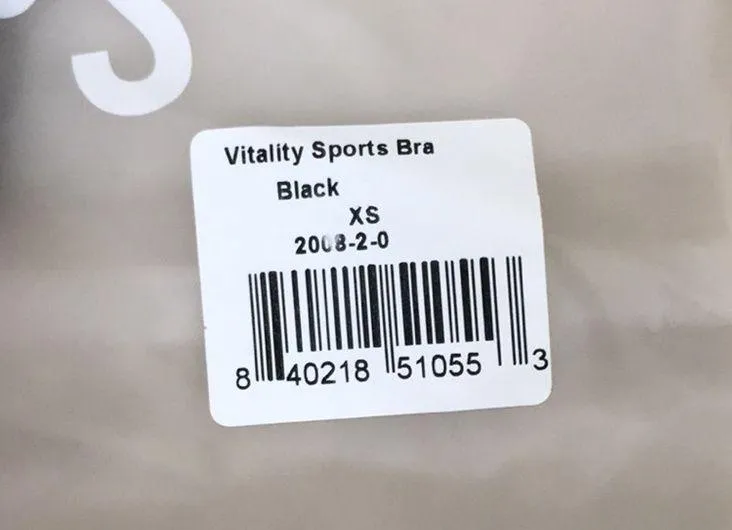 Vitality Sports Bra
Black
XS
2008-2-0
8 40218 51055 3